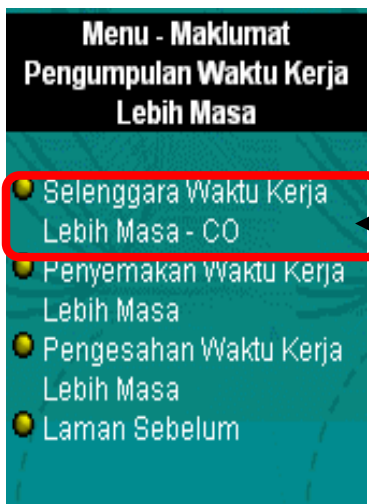 Menu - Maklumat
Pengumpulan Waktu Kerja
Lebih Masa
Selenggara Waktu Kerja
Lebih Masa - CO
Penyemakan Waktu Kerja
Lebih Masa
Pengesahan Waktu Kerja
Lebih Masa
Laman Sebelum